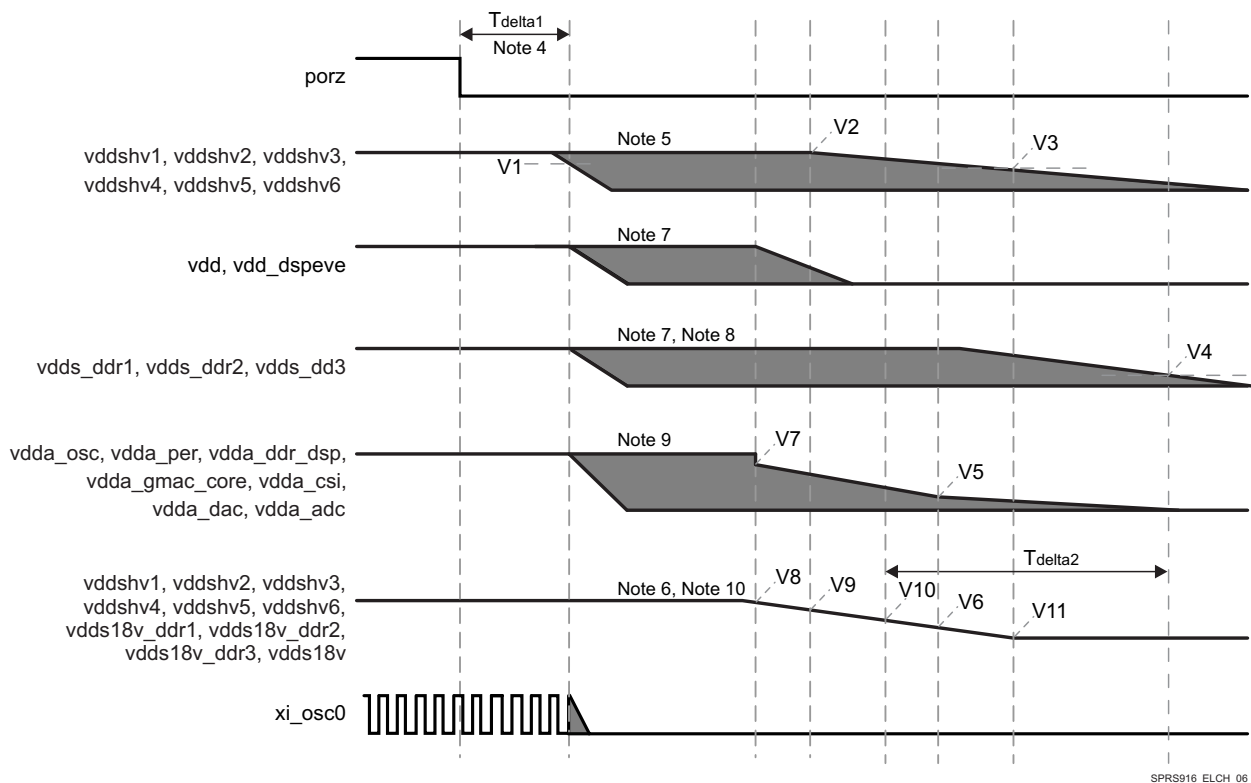 Tdelta1
Note 4
porz
Note 5
V2
V3
V1
vddshv1, vddshv2, vddshv3,
vddshv4, vddshv5, vddshv6
Note 7
vdd, vdd_dspeve
Note 7, Note 8
V4
vdds_ddr1, vdds_ddr2, vdds_dd3
Note 9
V7
V5
vdda_osc, vdda_per, vdda_ddr_dsp,
vdda_gmac_core, vdda_csi,
vdda_dac, vdda_adc
Tdelta2
Note 6, Note 10
V8
V9
V10
V6
V11
vddshv1, vddshv2, vddshv3,
vddshv4, vddshv5, vddshv6,
vdds18v_ddr1, vdds18v_ddr2,
vdds18v_ddr3, vdds18v
xi_osc0
SPRS916_ELCH_06